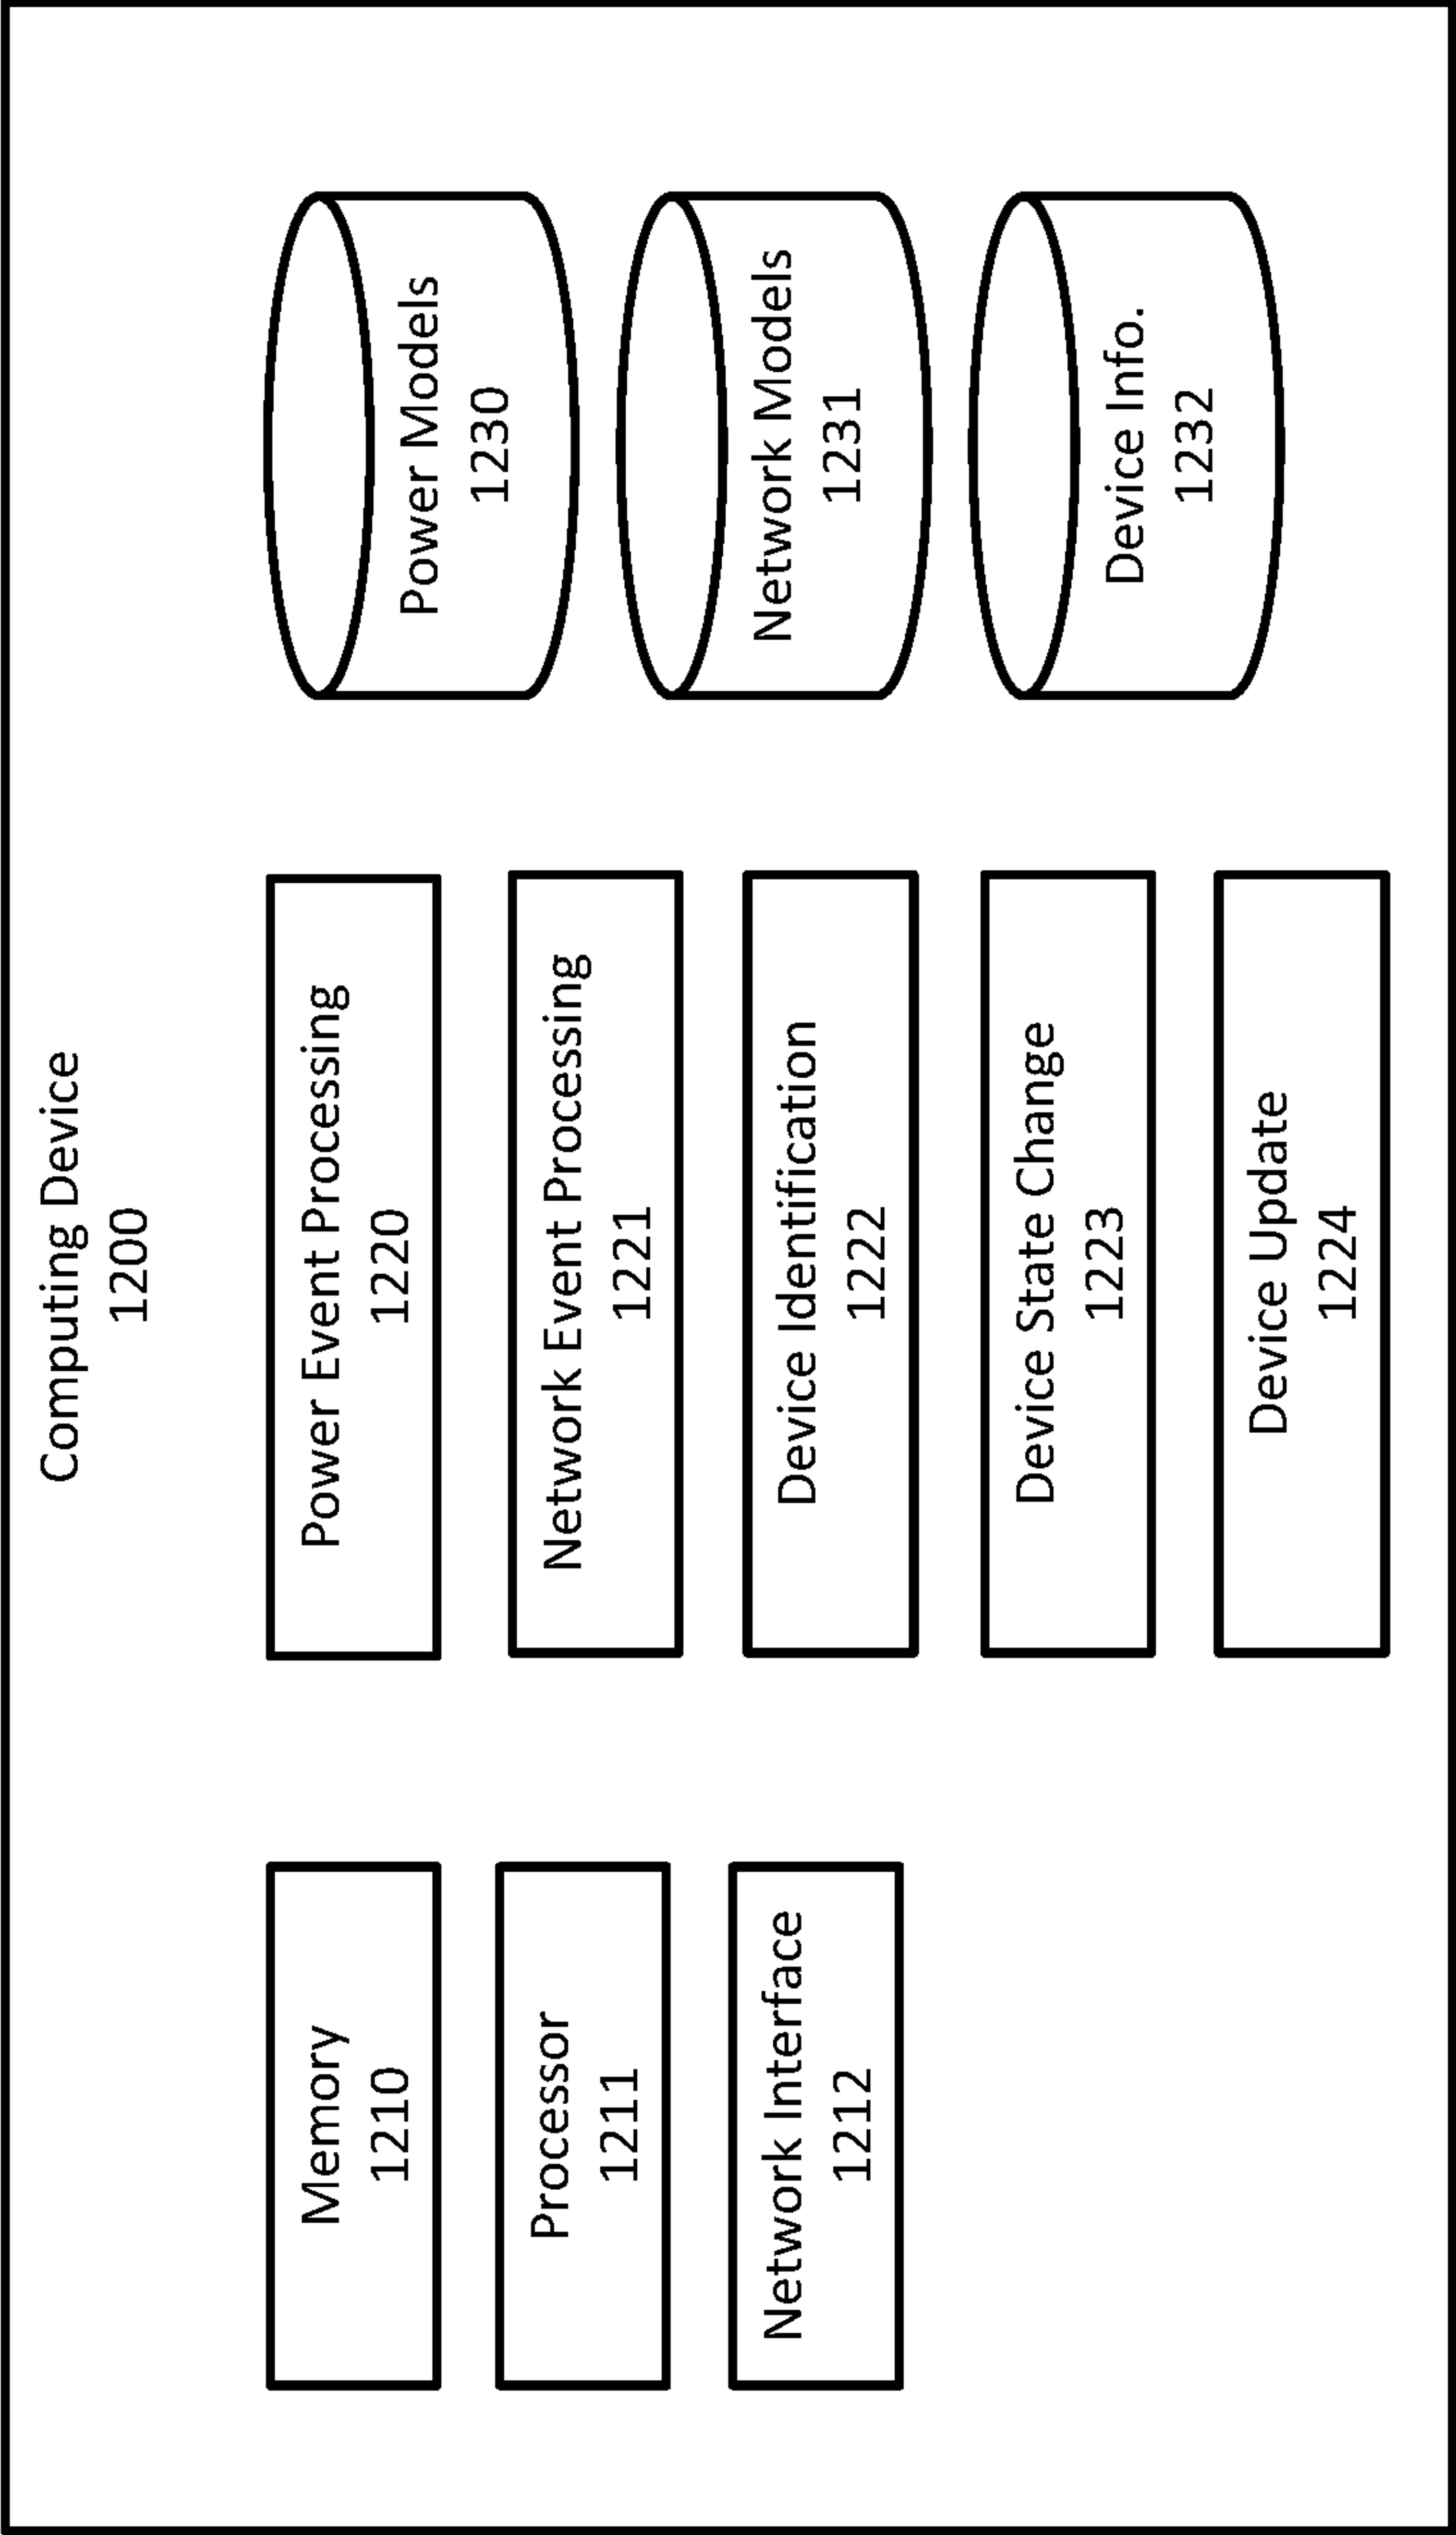 Computing Device
1200
Memory
1210
Processor
1211
Network Interface
1212
Power Event Processing
1220
Network Event Processing
1221
Device Identification
1222
Device State Change
1223
Device Update
1224
Power Models
1230
Network Models
1231
Device Info.
1232